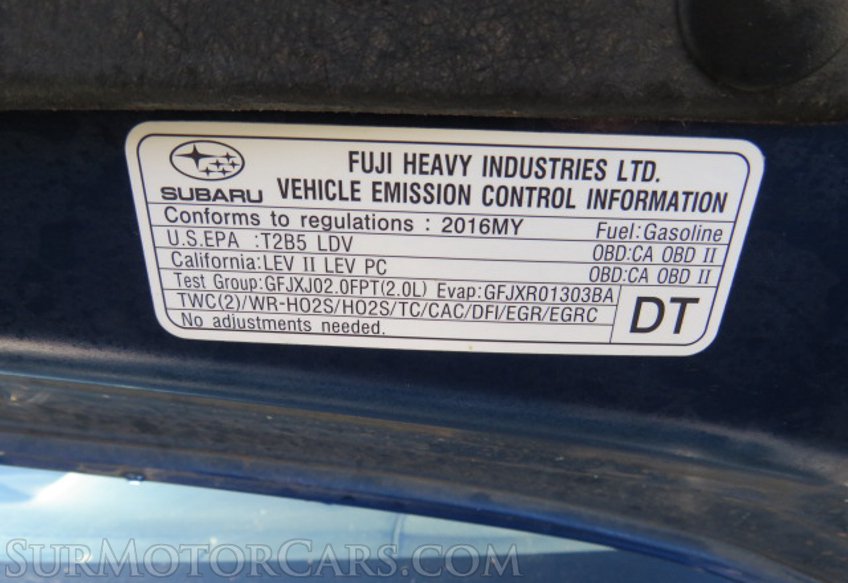 FUJI HEAVY INDUSTRIES LTD.
SUBARU VEHICLE EMISSION CONTROL INFORMATION
Conforms to regulations : 2016MY Fuel:Gasoline
U.S.EPA :T2B5 LDV OBD:CA OBD II
California:LEV II LEV PC OBD:CA OBD II
Test Group:GFJXJ02.0FPT(2.0L) Evap:GFJXR01303BA
TWC(2)/WR-HO2S/HO2S/TC/CAC/DFI/EGR/EGRC
DT
No adjustments needed.
SurMotorCars.com